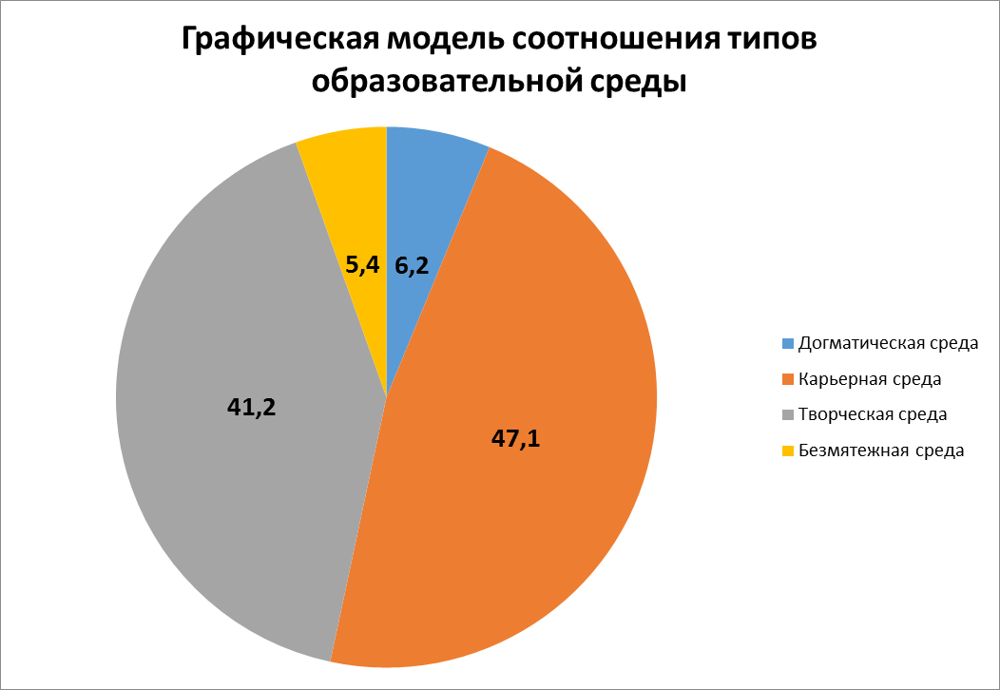 Графическая модель соотношения типов
образовательной среды
5,4
6,2
41,2
47,1
Догматическая среда
Карьерная среда
Творческая среда
Безмятежная среда